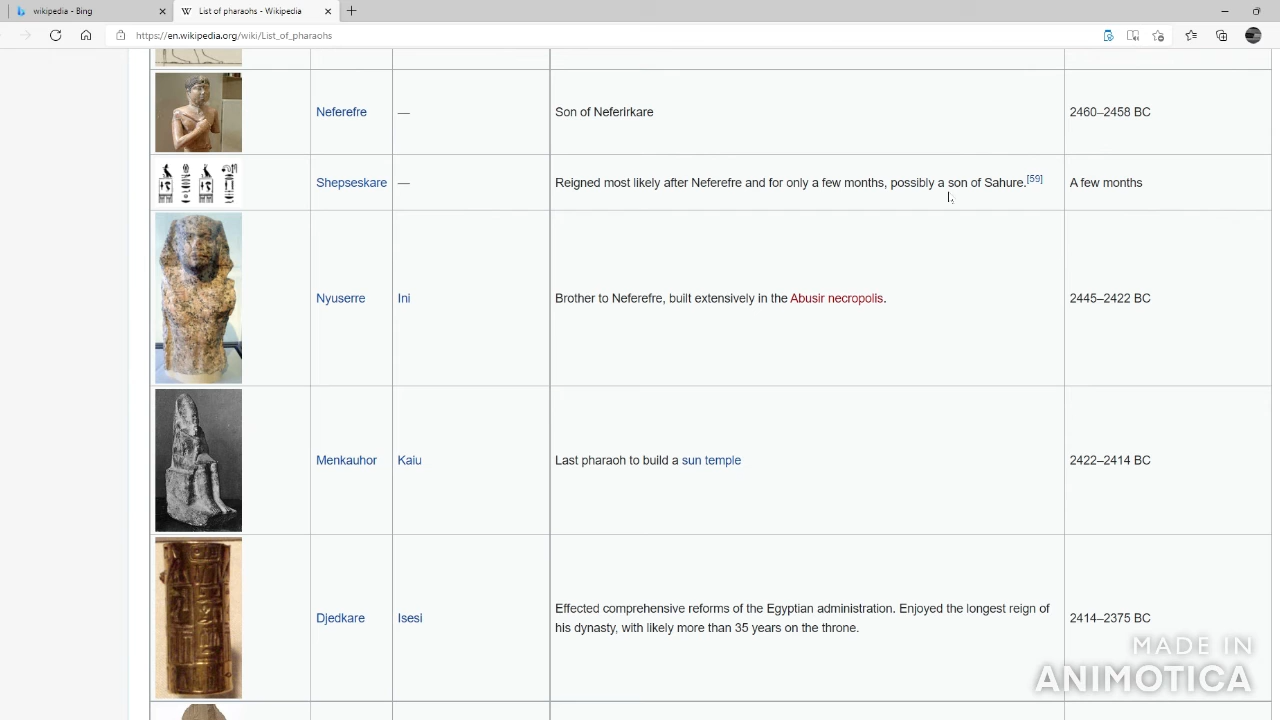 wikipedia - Bing
List of pharaohs - Wikipedia
https://en.wikipedia.org/wiki/List_of_pharaohs
Neferefre — Son of Neferirkare 2460–2458 BC
Shepseskare — Reigned most likely after Neferefre and for only a few months, possibly a son of Sahure.[59] A few months
Nyuserre Ini Brother to Neferefre, built extensively in the Abusir necropolis. 2445–2422 BC
Menkauhor Kaiu Last pharaoh to build a sun temple 2422–2414 BC
Djedkare Isesi Effected comprehensive reforms of the Egyptian administration. Enjoyed the longest reign of
his dynasty, with likely more than 35 years on the throne. 2414–2375 BC
MADE IN
ANIMOTICA